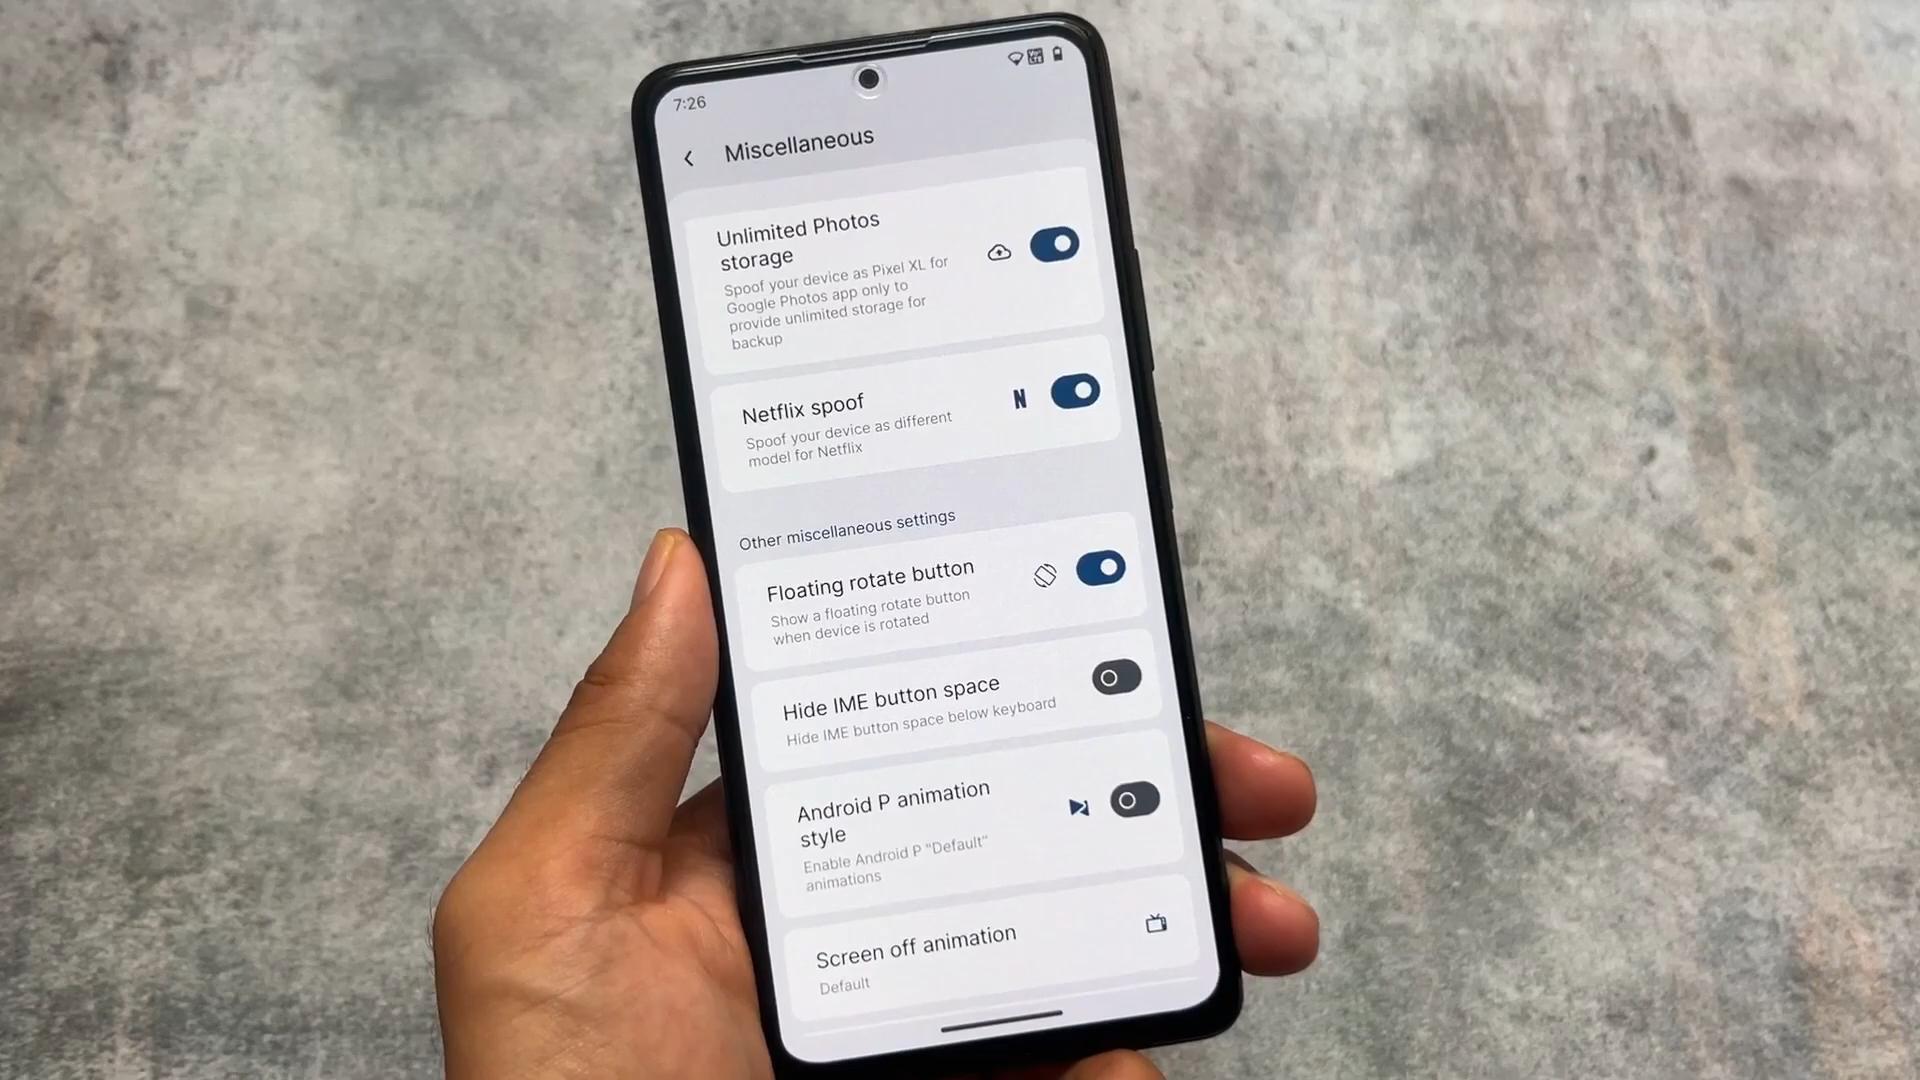 7:26
Miscellaneous
Unlimited Photos
storage
Spoof your device as Pixel XL for
Google Photos app only to
provide unlimited storage for
backup
Netflix spoof
N
Spoof your device as different
model for Netflix
Other miscellaneous settings
Floating rotate button
Show a floating rotate button
when device is rotated
Hide IME button space
Hide IME button space below keyboard
Android P animation
style
Enable Android P "Default"
animations
Screen off animation
Default